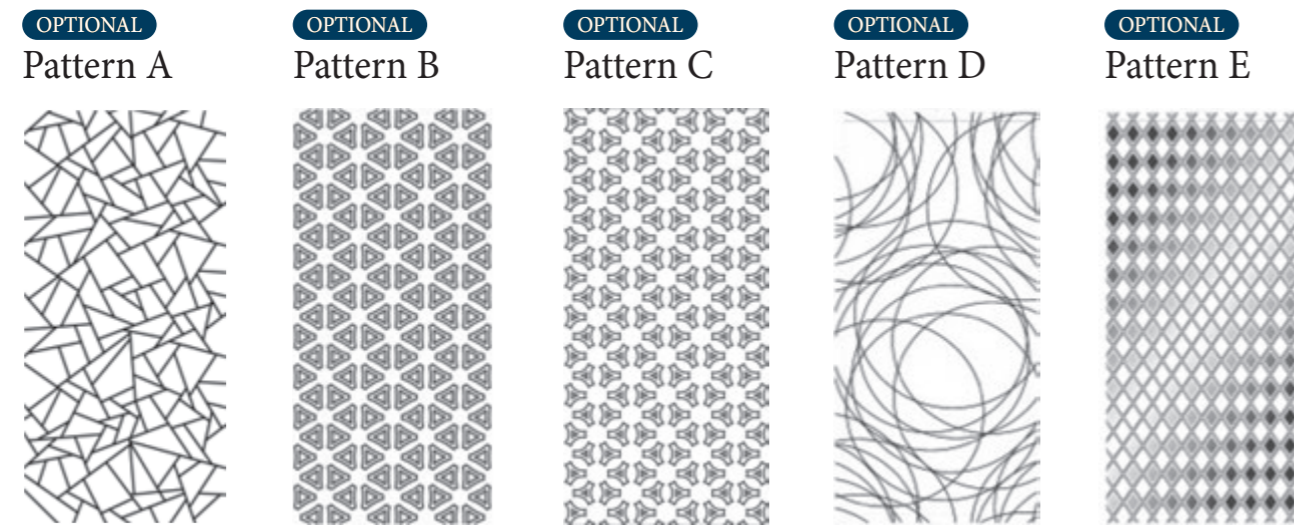 OPTIONAL
Pattern A
OPTIONAL
Pattern B
OPTIONAL
Pattern C
OPTIONAL
Pattern D
OPTIONAL
Pattern E